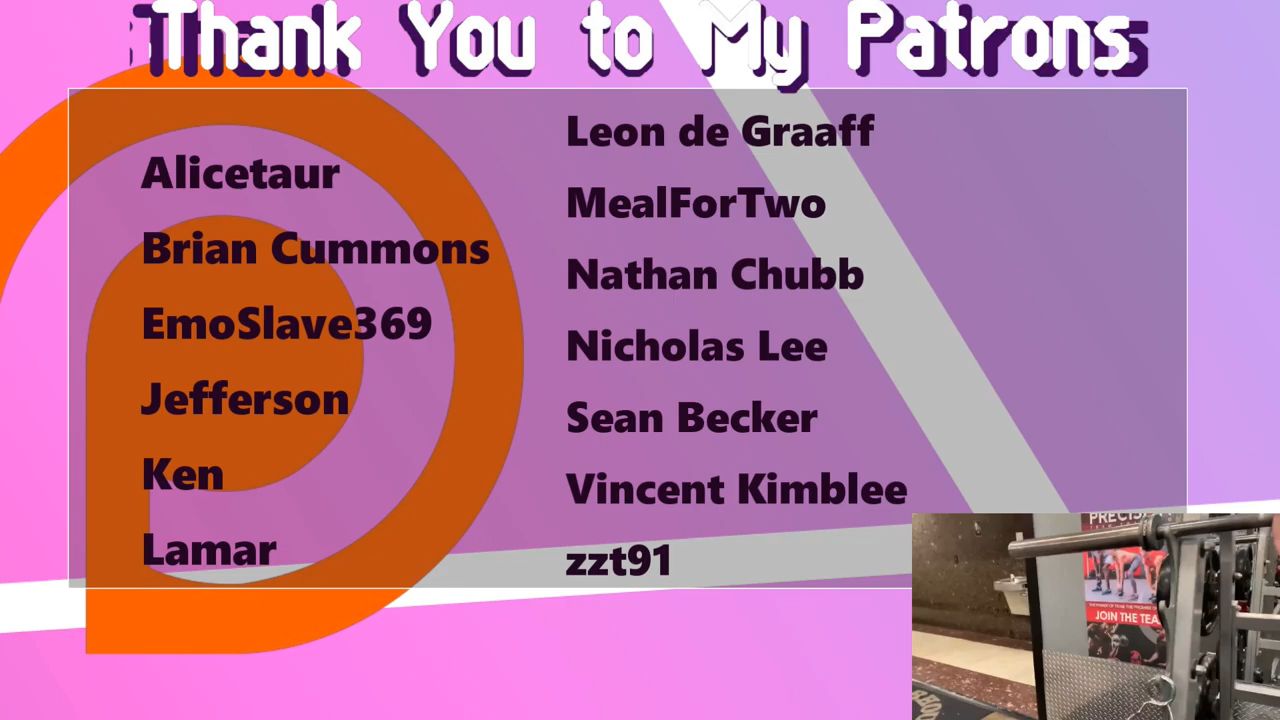 Thank You to My Patrons
Alicetaur
Brian Cummons
EmoSlave369
Jefferson
Ken
Lamar
Leon de Graaff
MealForTwo
Nathan Chubb
Nicholas Lee
Sean Becker
Vincent Kimblee
zzt91
JOIN THE TEA